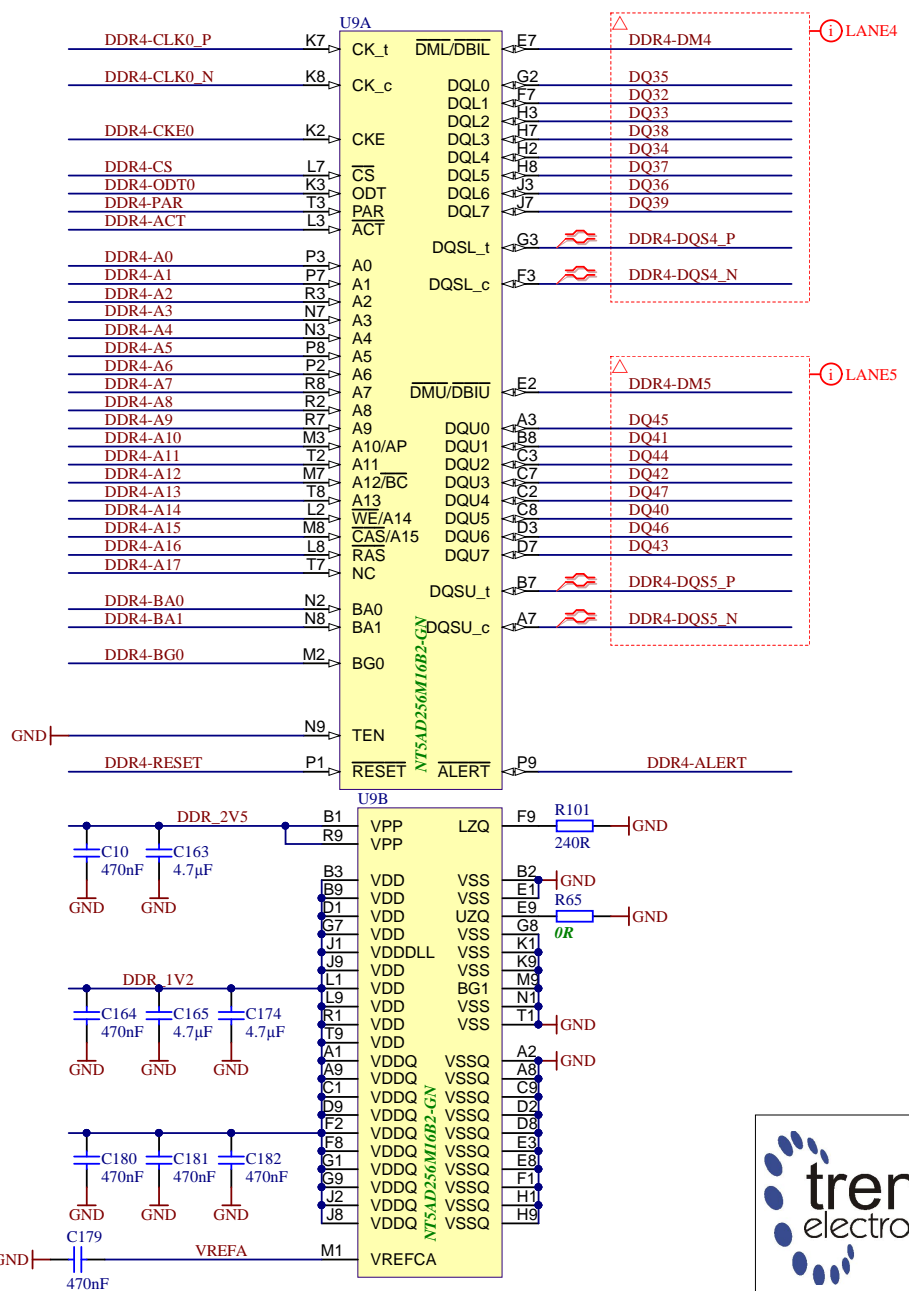 U9A
DDR4-CLK0_P K7 CK_t DML/DBIL E7 DDR4-DM4 i LANE4
DDR4-CLK0_N K8 CK_c DQL0 G2 DQ35
DQL1 F7 DQ32
DQL2 H3 DQ33
DDR4-CKE0 K2 CKE DQL3 H7 DQ38
DQL4 H2 DQ34
DDR4-CS L7 CS DQL5 H8 DQ37
DDR4-ODT0 K3 ODT DQL6 J3 DQ36
DDR4-PAR T3 PAR DQL7 J7 DQ39
DDR4-ACT L3 ACT
DQSL_t G3 DDR4-DQS4_P
DDR4-A0 P3 A0
DDR4-A1 P7 A1 DQSL_c F3 DDR4-DQS4_N
DDR4-A2 R3 A2
DDR4-A3 N7 A3
DDR4-A4 N3 A4
DDR4-A5 P8 A5
DDR4-A6 P2 A6
DDR4-A7 R8 A7 DMU/DBIU E2 DDR4-DM5 i LANE5
DDR4-A8 R2 A8
DDR4-A9 R7 A9 DQU0 A3 DQ45
DDR4-A10 M3 A10/AP DQU1 B8 DQ41
DDR4-A11 T2 A11 DQU2 C3 DQ44
DDR4-A12 M7 A12/BC DQU3 C7 DQ42
DDR4-A13 T8 A13 DQU4 C2 DQ47
DDR4-A14 L2 WE/A14 DQU5 C8 DQ40
DDR4-A15 M8 CAS/A15 DQU6 D3 DQ46
DDR4-A16 L8 RAS DQU7 D7 DQ43
DDR4-A17 T7 NC
DQSU_t B7 DDR4-DQS5_P
DDR4-BA0 N2 BA0
DDR4-BA1 N8 BA1 DQSU_c A7 DDR4-DQS5_N
DDR4-BG0 M2 BG0
NT5AD256M16B2-GN
GND N9 TEN
DDR4-RESET P1 RESET ALERT P9 DDR4-ALERT
U9B
DDR_2V5 B1 VPP LZQ F9 R101 240R GND
R9 VPP
C10 470nF GND
C163 4.7µF GND
B3 VDD VSS B2 GND
B9 VDD VSS E1
D1 VDD UZQ E9 R65 0R GND
G7 VDD VSS G8
J1 VDDDLL VSS K1
J9 VDD VSS K9
DDR_1V2 L1 VDD BG1 M9
L9 VDD VSS N1
R1 VDD VSS T1 GND
T9 VDD
C164 470nF GND
C165 4.7µF GND
C174 4.7µF GND
A1 VDDQ VSSQ A2 GND
A9 VDDQ VSSQ A8
C1 VDDQ VSSQ C9
D9 VDDQ VSSQ D2
F2 VDDQ VSSQ D8
F8 VDDQ VSSQ E3
G1 VDDQ VSSQ E8
G9 VDDQ VSSQ F1
J2 VDDQ VSSQ H1
J8 VDDQ VSSQ H9
C180 470nF GND
C181 470nF GND
C182 470nF GND
NT5AD256M16B2-GN
GND C179 470nF VREFA M1 VREFCA
tren
electro